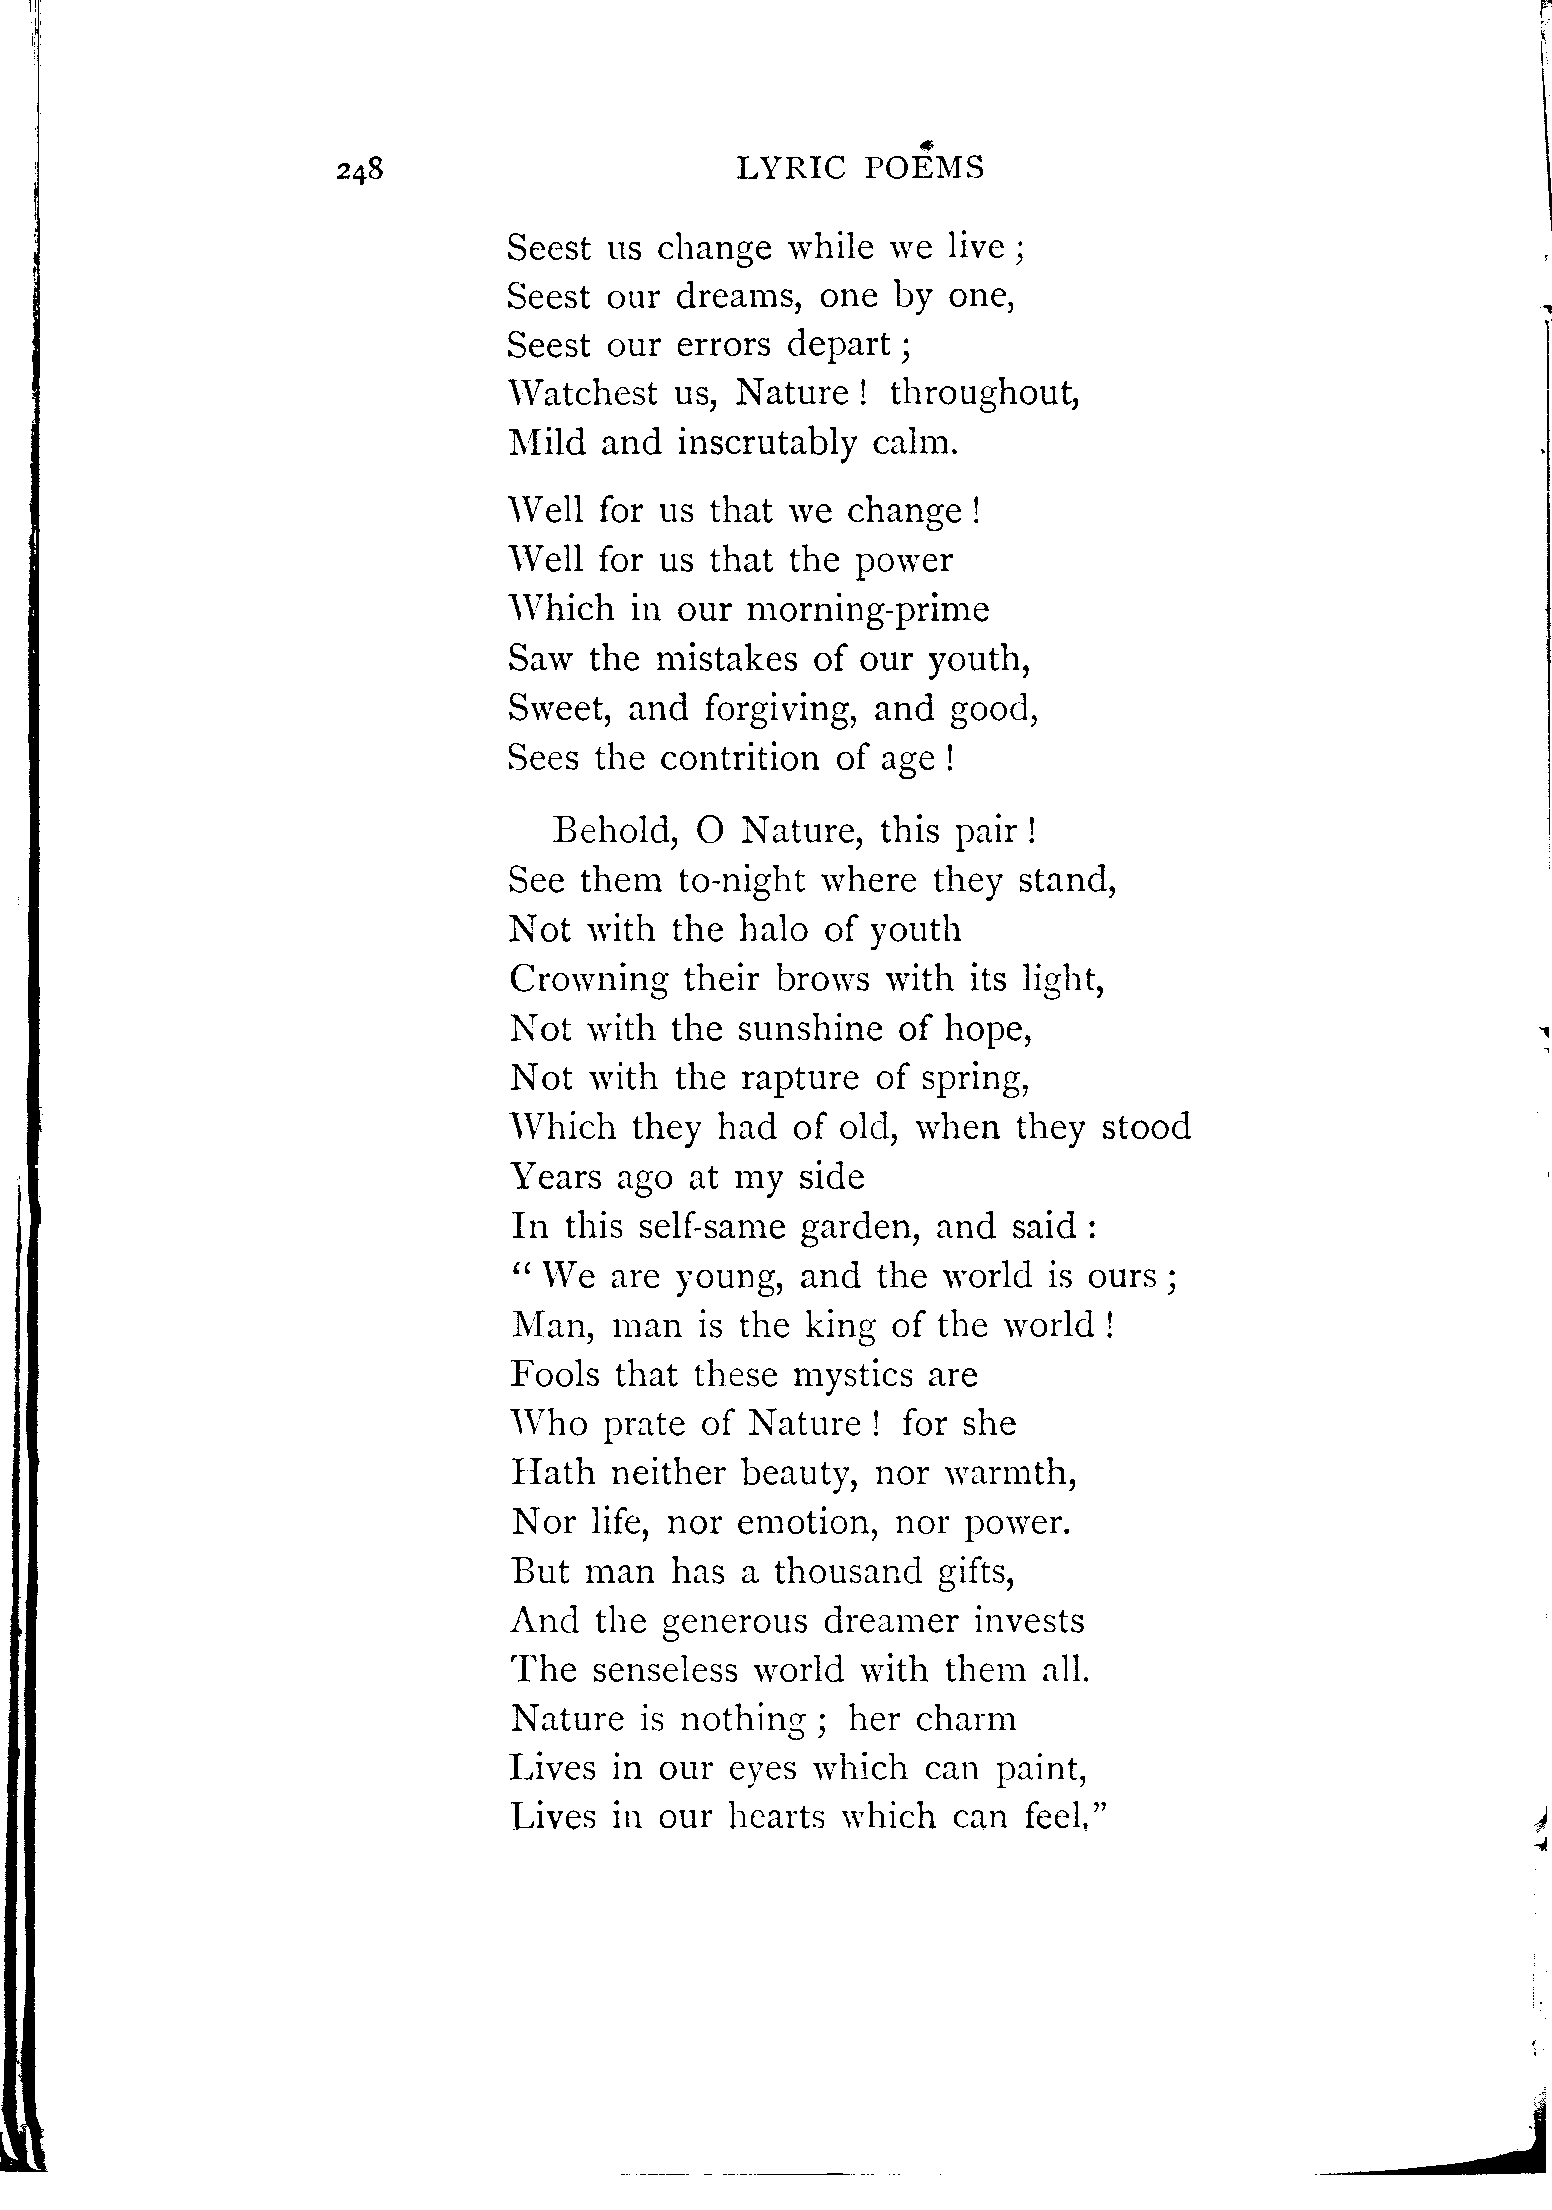 248 LYRIC POEMS
Seest us change while we live ;
Seest our dreams, one by one,
Seest our errors depart ;
Watchest us, Nature ! throughout,
Mild and inscrutably calm.
Well for us that we change !
Well for us that the power
Which in our morning-prime
Saw the mistakes of our youth,
Sweet, and forgiving, and good,
Sees the contrition of age !
Behold, O Nature, this pair !
See them to-night where they stand,
Not with the halo of youth
Crowning their brows with its light,
Not with the sunshine of hope,
Not with the rapture of spring,
Which they had of old, when they stood
Years ago at my side
In this self-same garden, and said :
“ We are young, and the world is ours ;
Man, man is the king of the world !
Fools that these mystics are
Who prate of Nature ! for she
Hath neither beauty, nor warmth,
Nor life, nor emotion, nor power.
But man has a thousand gifts,
And the generous dreamer invests
The senseless world with them all.
Nature is nothing ; her charm
Lives in our eyes which can paint,
Lives in our hearts which can feel.”